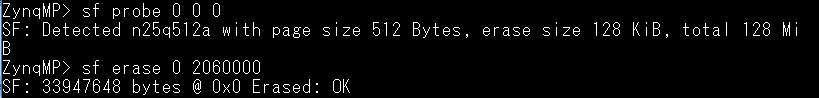 ZynqMP> sf probe 0 0 0
SF: Detected n25q512a with page size 512 Bytes, erase size 128 KiB, total 128 Mi
B
ZynqMP> sf erase 0 2060000
SF: 33947648 bytes @ 0x0 Erased: OK